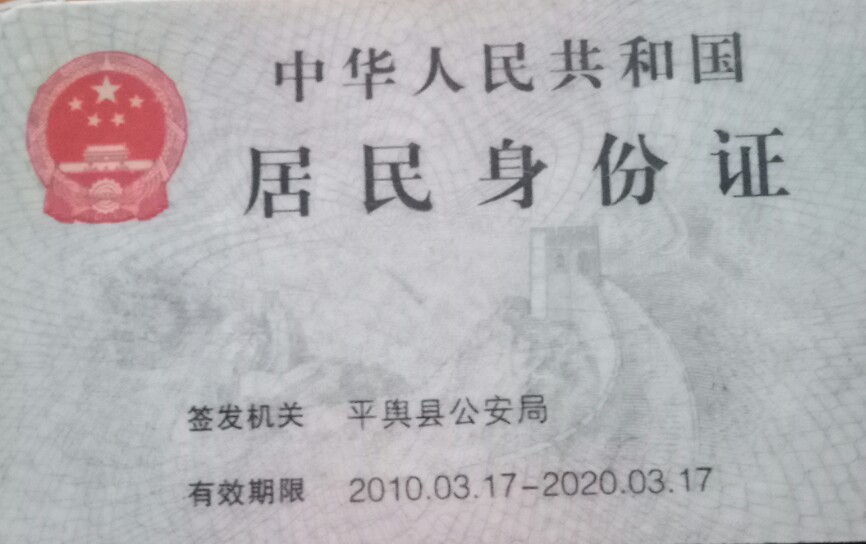 中华人民共和国
居民身份证
签发机关 平舆县公安局
有效期限 2010.03.17-2020.03.17